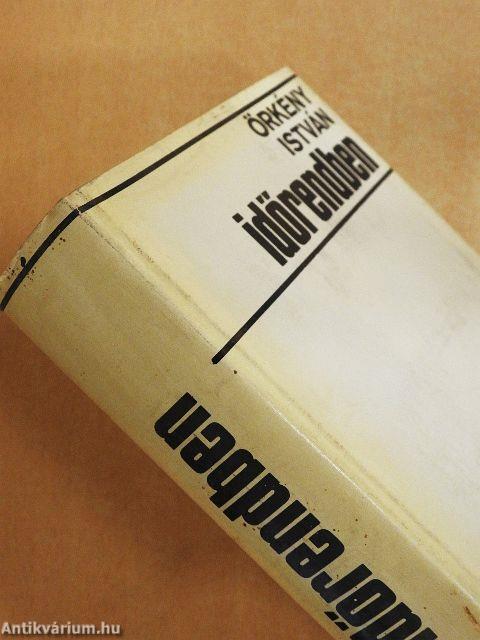 ÖRKÉNY
ISTVÁN
időrendben
időrendben
Antikvárium.hu